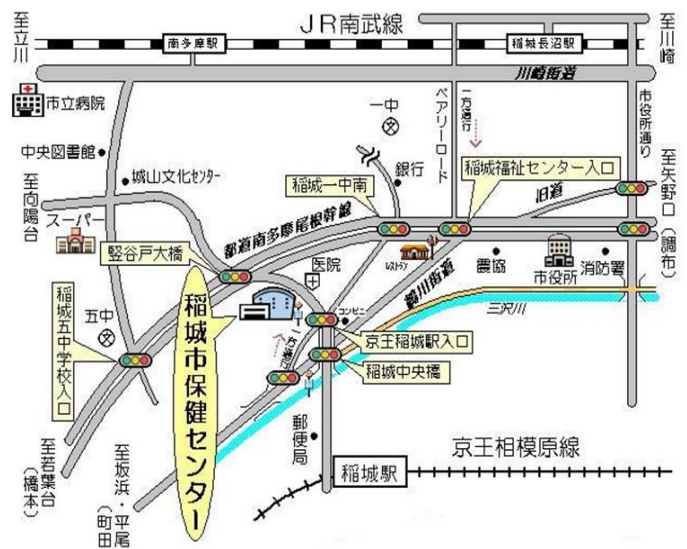 JR南武線
至立川
南多摩駅
稲城長沼駅
至川崎
川崎街道
市立病院
一中
ペアリーロード
一方通行
市役所通り
中央図書館
城山文化センター
銀行
稲城一中南
稲城福祉センター入口
旧道
至矢野口
(調布)
至向陽台
スーパー
都道南多摩尾根幹線
竪谷戸大橋
医院
レストラン
鶴川街道
農協
市役所
消防署
三沢川
稲城五中学校入口
五中
稲城市保健センター
コンビニ
一方通行
京王稲城駅入口
稲城中央橋
郵便局
京王相模原線
稲城駅
至若葉台
(橋本)
至坂浜・平尾
(町田)